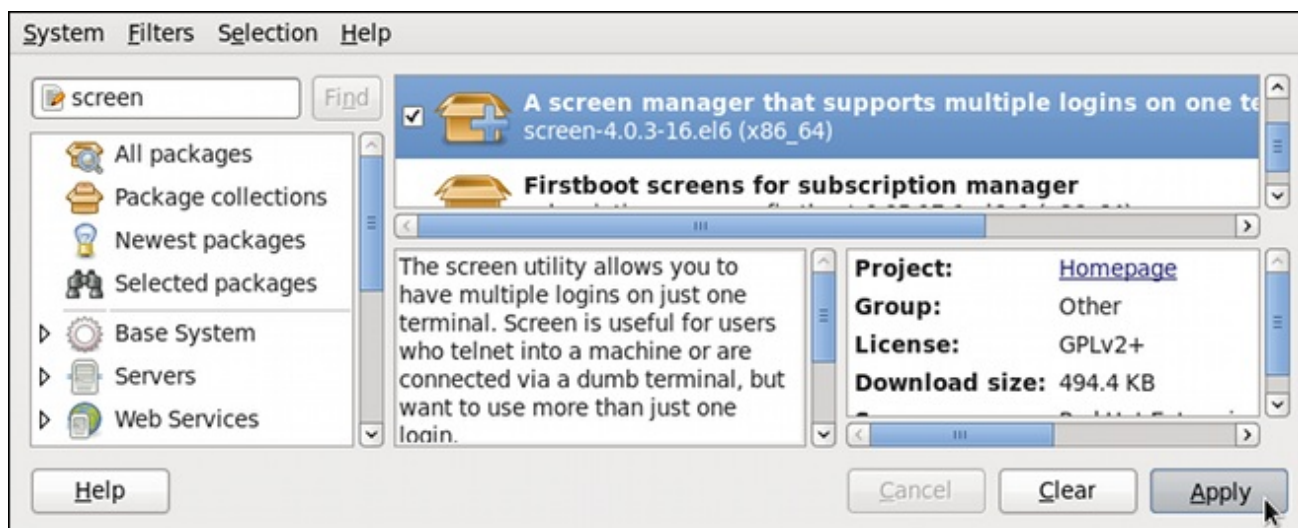 System Filters Selection Help
screen Find
All packages
Package collections
Newest packages
Selected packages
Base System
Servers
Web Services
A screen manager that supports multiple logins on one te
screen-4.0.3-16.el6 (x86_64)
Firstboot screens for subscription manager
The screen utility allows you to
have multiple logins on just one
terminal. Screen is useful for users
who telnet into a machine or are
connected via a dumb terminal, but
want to use more than just one
login.
Project: Homepage
Group: Other
License: GPLv2+
Download size: 494.4 KB
Help Cancel Clear Apply